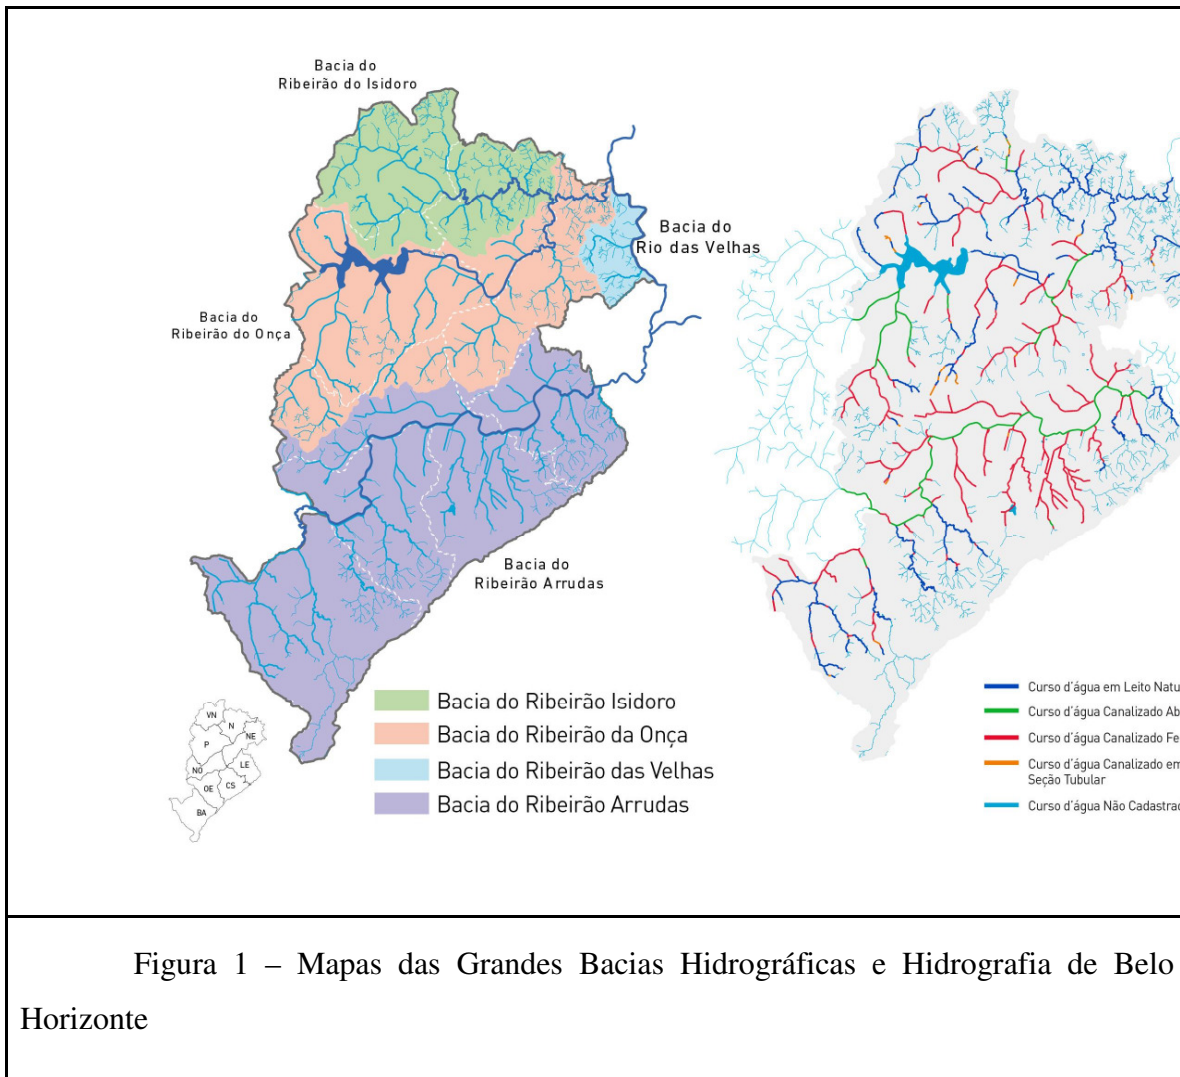 Bacia do
Ribeirão do Isidoro
Bacia do
Rio das Velhas
Bacia do
Ribeirão do Onça
Bacia do
Ribeirão Arrudas
VN
N
NE
P
NO
LE
OE
CS
BA
Bacia do Ribeirão Isidoro
Bacia do Ribeirão da Onça
Bacia do Ribeirão das Velhas
Bacia do Ribeirão Arrudas
Curso d'água em Leito Natu
Curso d'água Canalizado Ab
Curso d'água Canalizado Fe
Curso d'água Canalizado em
Seção Tubular
Curso d'água Não Cadastrad
Figura 1 – Mapas das Grandes Bacias Hidrográficas e Hidrografia de Belo
Horizonte